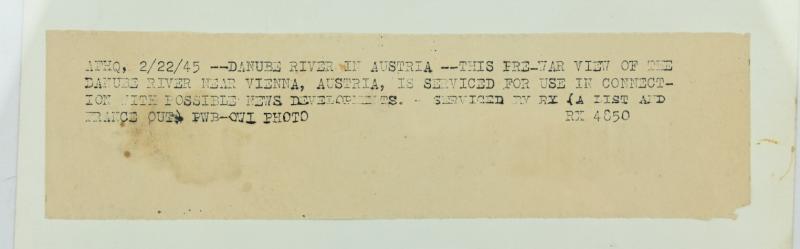 AFHQ, 2/22/45 --DANUBE RIVER IN AUSTRIA --THIS PRE-WAR VIEW OF THE
DANUBE RIVER NEAR VIENNA, AUSTRIA, IS SERVICED FOR USE IN CONNECT-
ION WITH POSSIBLE NEWS DEVELOPMENTS. - SERVICED BY RX (A LIST AND
FRANCE OUT) PWB-OWI PHOTO RX 4850